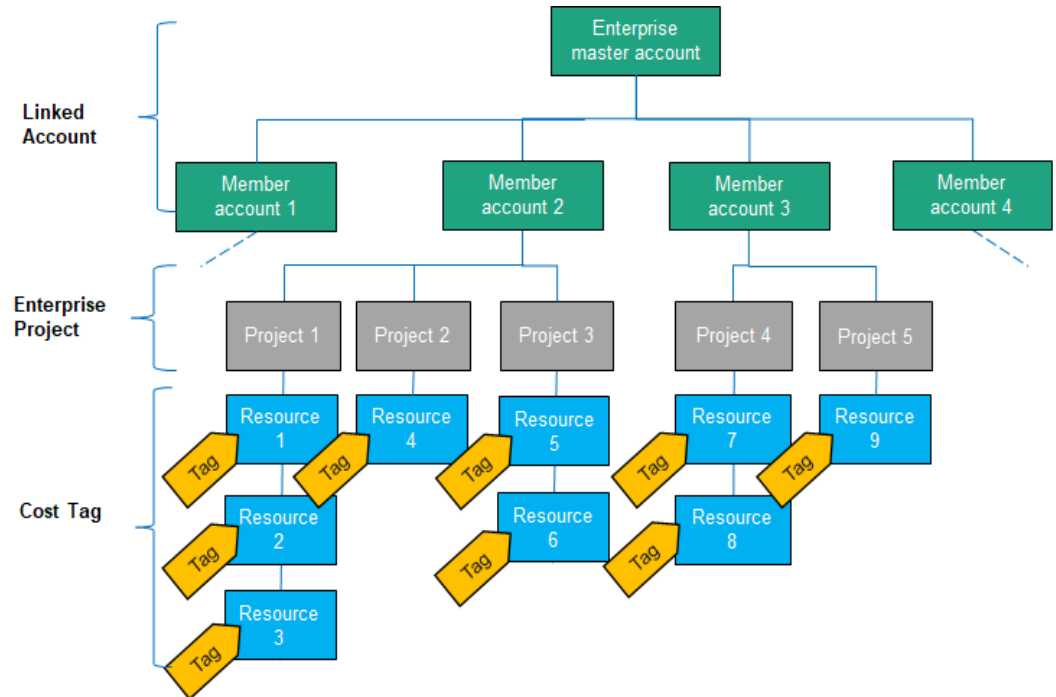 Enterprise
master account
Linked
Account
Member
account 1
Member
account 2
Member
account 3
Member
account 4
Enterprise
Project
Project 1
Project 2
Project 3
Project 4
Project 5
Cost Tag
Resource
1
Tag
Resource
4
Tag
Resource
5
Tag
Resource
7
Tag
Resource
9
Tag
Resource
2
Tag
Resource
6
Tag
Resource
8
Tag
Resource
3
Tag